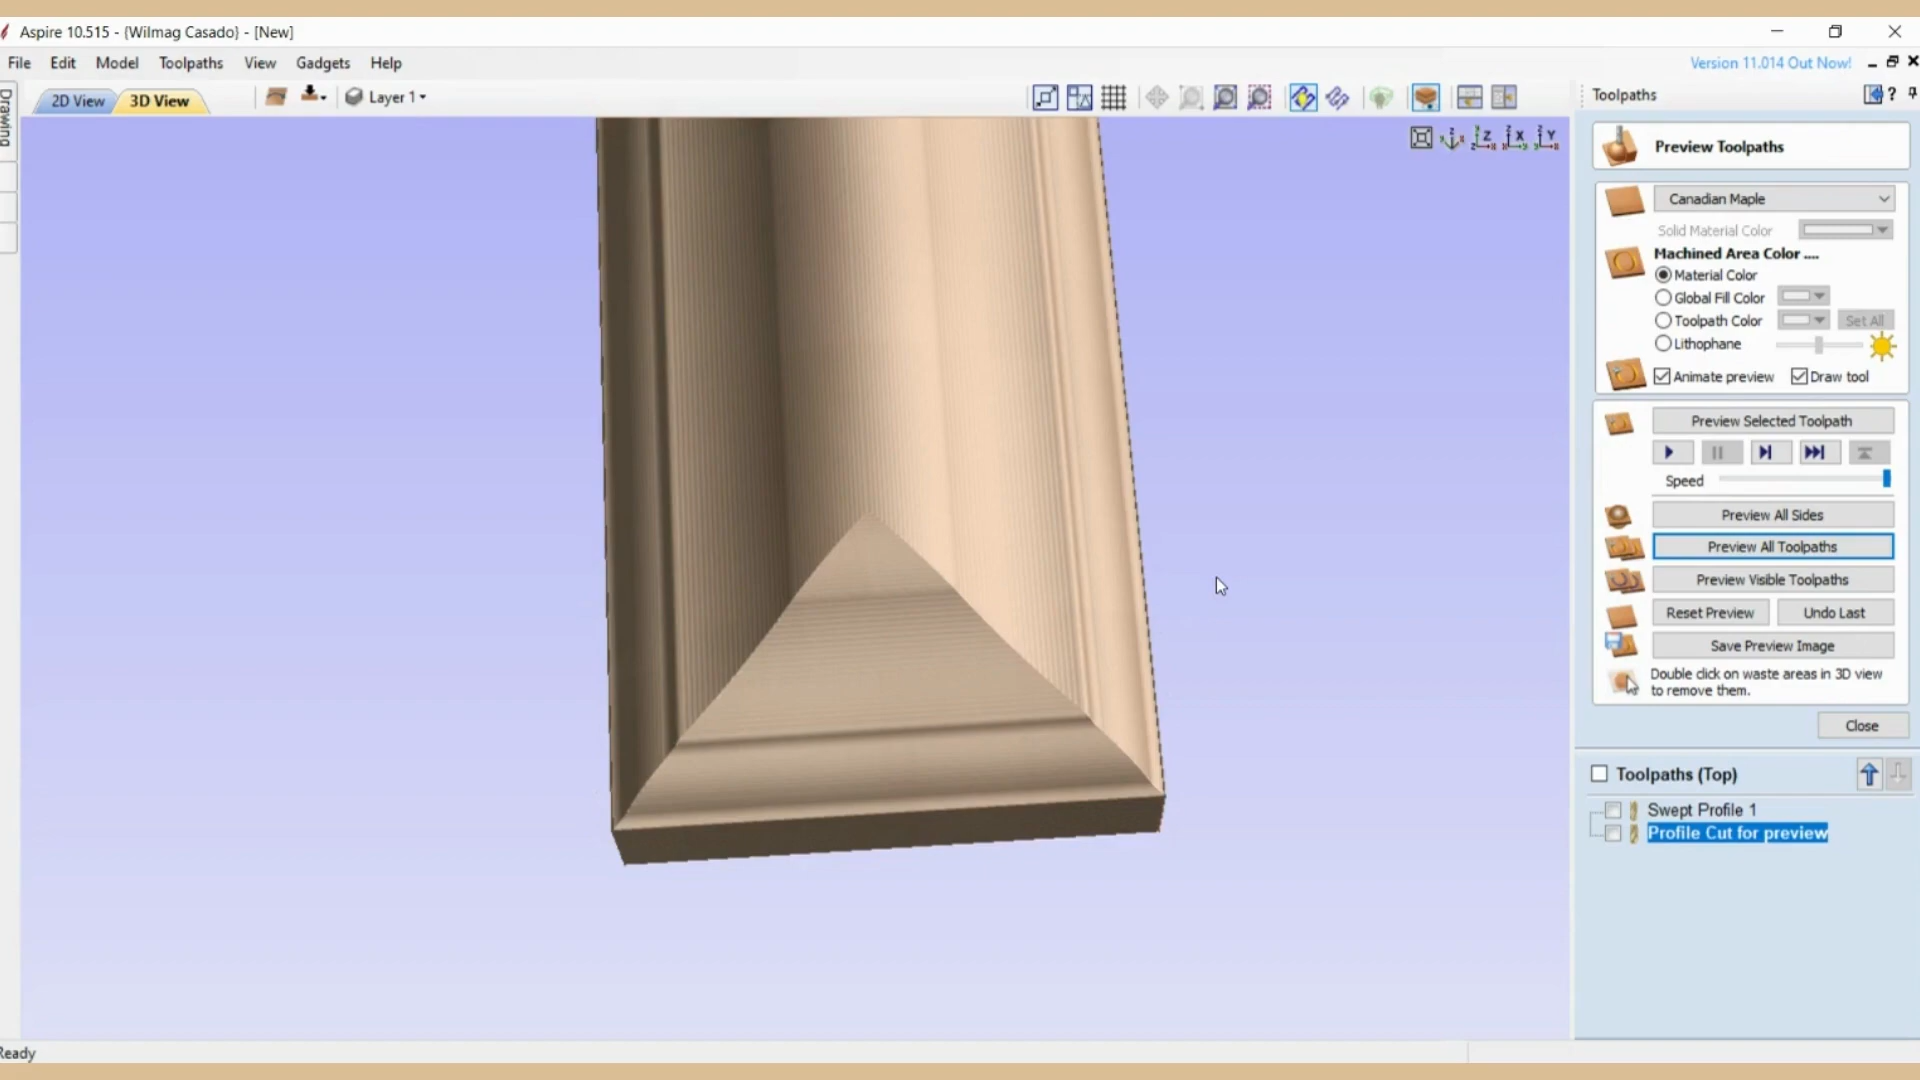 Aspire 10.515 - {Wilmag Casado} - [New]
File Edit Model Toolpaths View Gadgets Help
Version 11.014 Out Now!
Drawing
2D View 3D View
Layer 1
Z X Y
Toolpaths
?
Preview Toolpaths
Canadian Maple
Solid Material Color
Machined Area Color ....
Material Color
Global Fill Color
Toolpath Color Set All
Lithophane
Animate preview Draw tool
Preview Selected Toolpath
Speed
Preview All Sides
Preview All Toolpaths
Preview Visible Toolpaths
Reset Preview Undo Last
Save Preview Image
Double click on waste areas in 3D view
to remove them.
Close
Toolpaths (Top)
Swept Profile 1
Profile Cut for preview
Ready